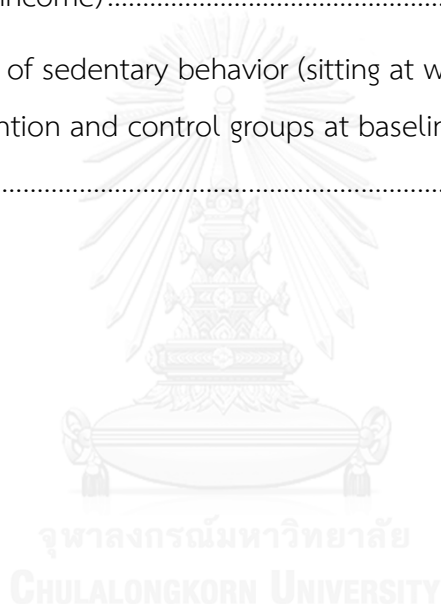 income)
of sedentary behavior (sitting at w
ntion and control groups at baselin
จุฬาลงกรณ์มหาวิทยาลัย
CHULALONGKORN UNIVERSITY